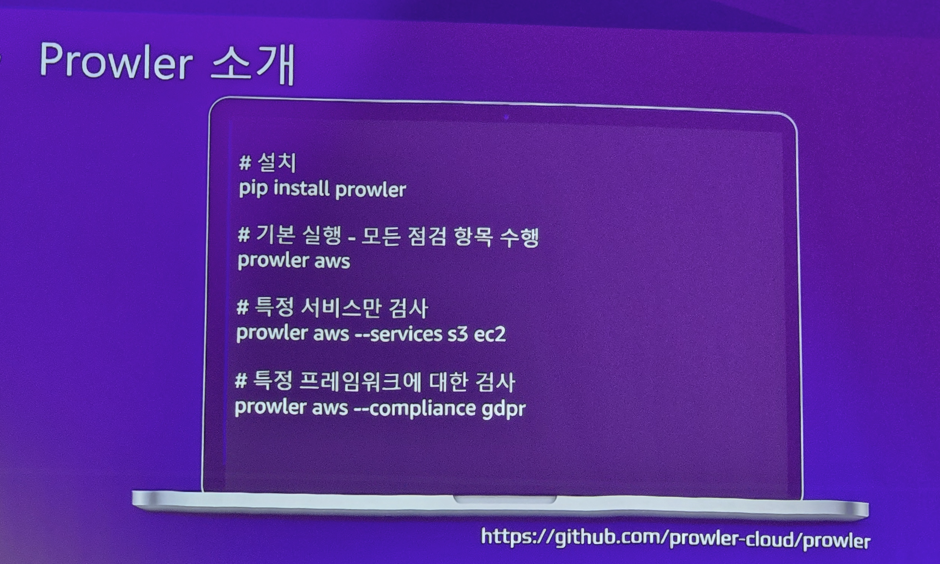 Prowler 소개
# 설치
pip install prowler
# 기본 실행 - 모든 점검 항목 수행
prowler aws
# 특정 서비스만 검사
prowler aws --services s3 ec2
# 특정 프레임워크에 대한 검사
prowler aws --compliance gdpr
https://github.com/prowler-cloud/prowler